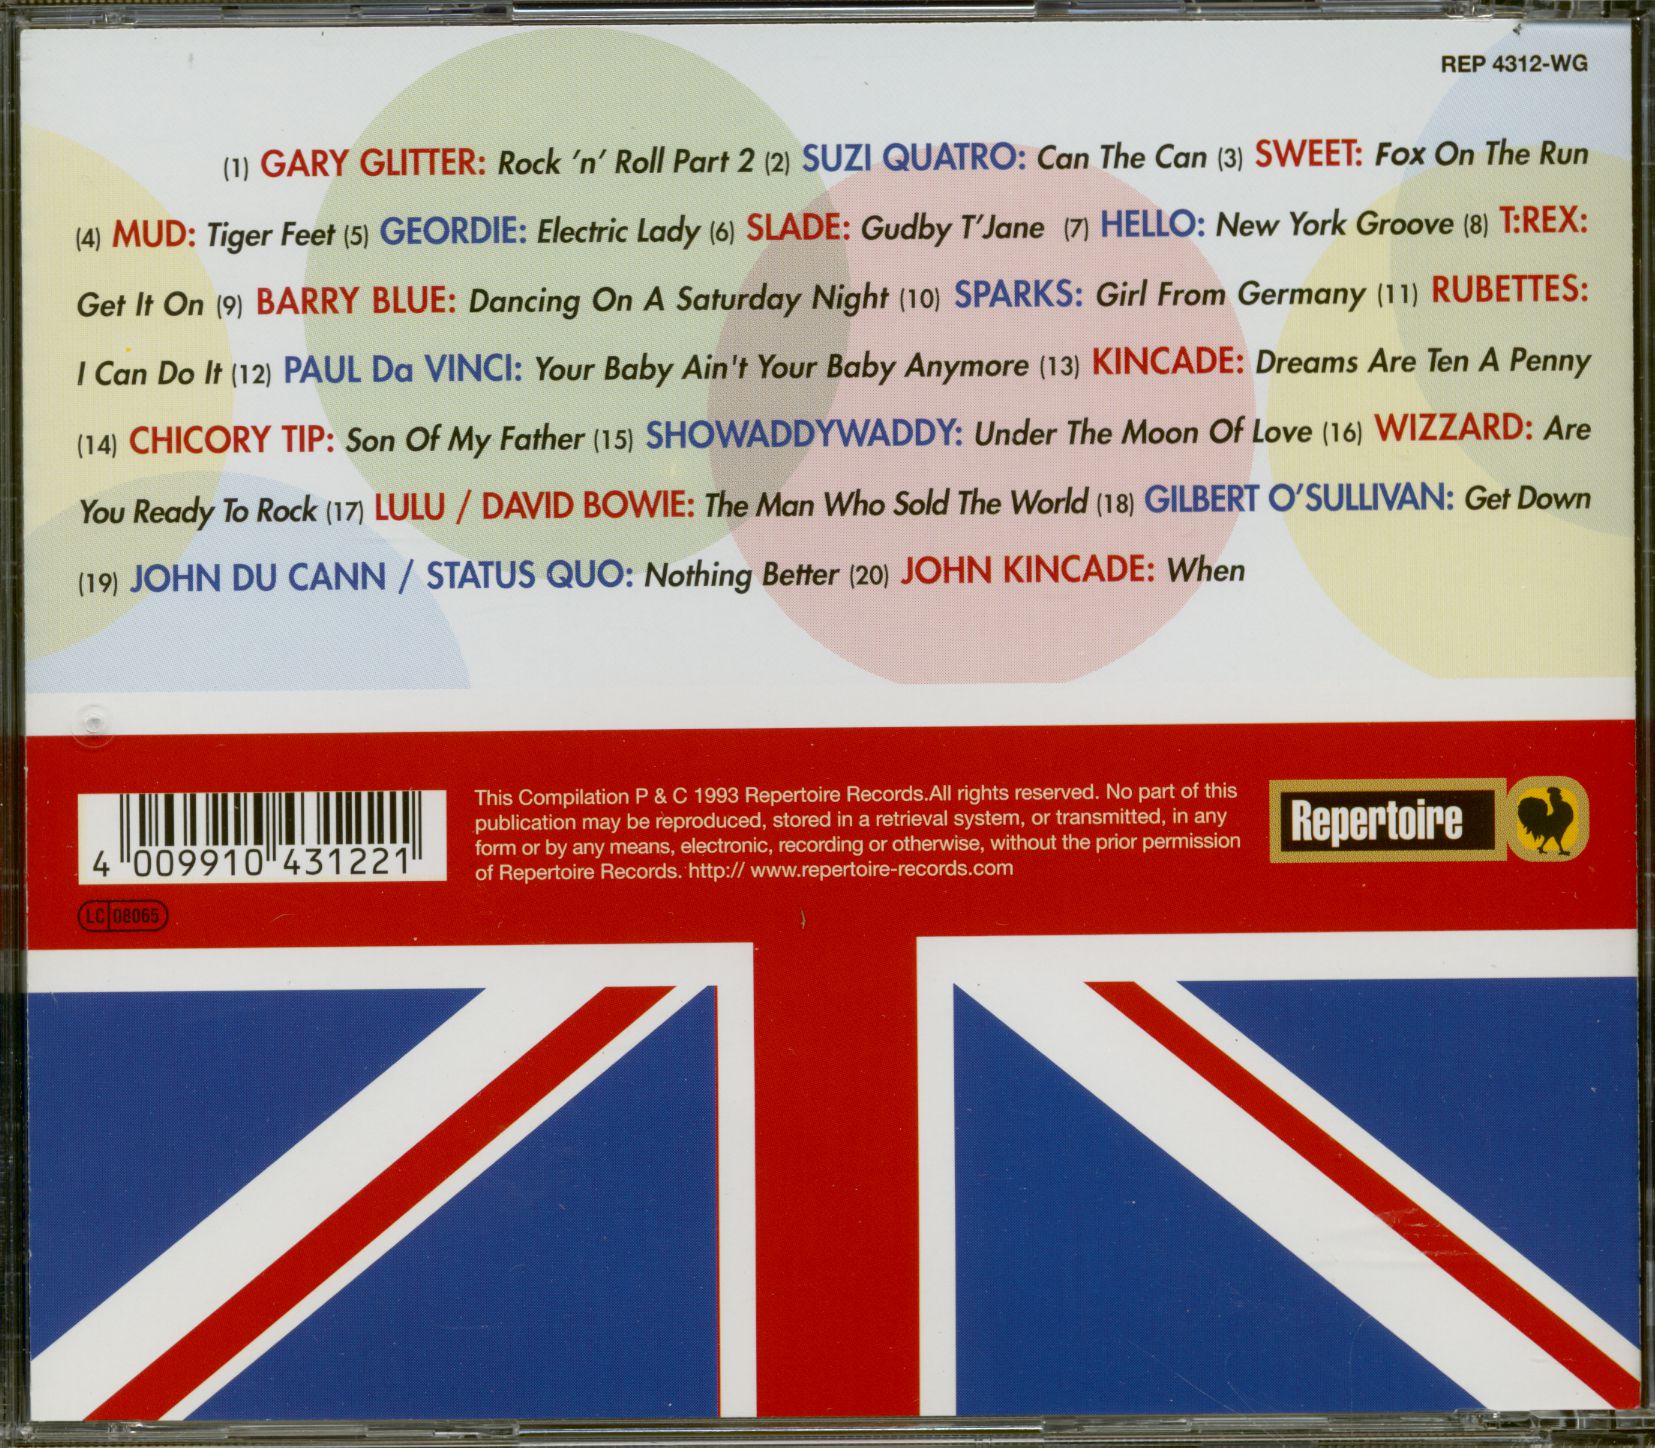 REP 4312-WG
(1) GARY GLITTER: Rock 'n' Roll Part 2 (2) SUZI QUATRO: Can The Can (3) SWEET: Fox On The Run
(4) MUD: Tiger Feet (5) GEORDIE: Electric Lady (6) SLADE: Gudby T'Jane (7) HELLO: New York Groove (8) T:REX:
Get It On (9) BARRY BLUE: Dancing On A Saturday Night (10) SPARKS: Girl From Germany (11) RUBETTES:
I Can Do It (12) PAUL Da VINCI: Your Baby Ain't Your Baby Anymore (13) KINCADE: Dreams Are Ten A Penny
(14) CHICORY TIP: Son Of My Father (15) SHOWADDYWADDY: Under The Moon Of Love (16) WIZZARD: Are
You Ready To Rock (17) LULU / DAVID BOWIE: The Man Who Sold The World (18) GILBERT O'SULLIVAN: Get Down
(19) JOHN DU CANN / STATUS QUO: Nothing Better (20) JOHN KINCADE: When
This Compilation P & C 1993 Repertoire Records.All rights reserved. No part of this
publication may be reproduced, stored in a retrieval system, or transmitted, in any
form or by any means, electronic, recording or otherwise, without the prior permission
of Repertoire Records. http:// www.repertoire-records.com
Repertoire
4 009910 431221
LC 08065